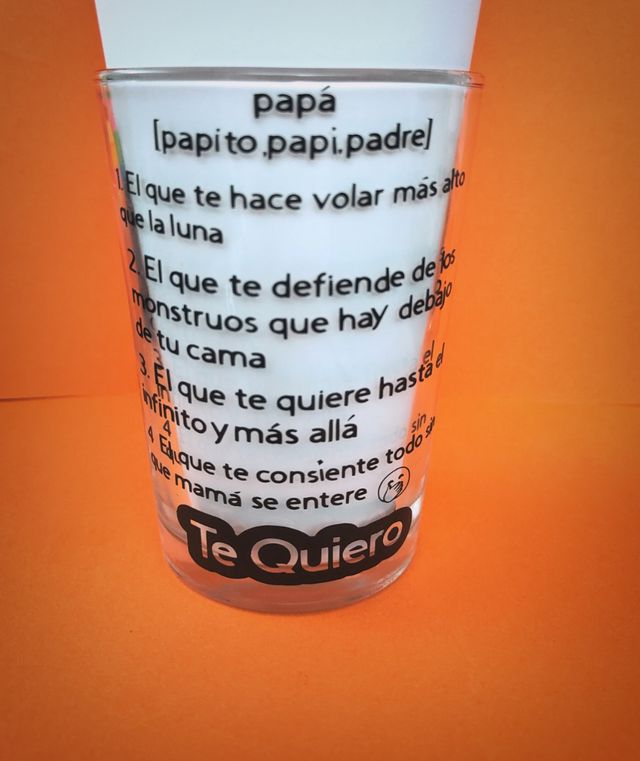 papá
[papito,papi,padre]
1. El que te hace volar más alto
que la luna
2. El que te defiende de los
monstruos que hay debajo
de tu cama
3. El que te quiere hasta el
infinito y más allá
4 El que te consiente todo sin
que mamá se entere
Te Quiero